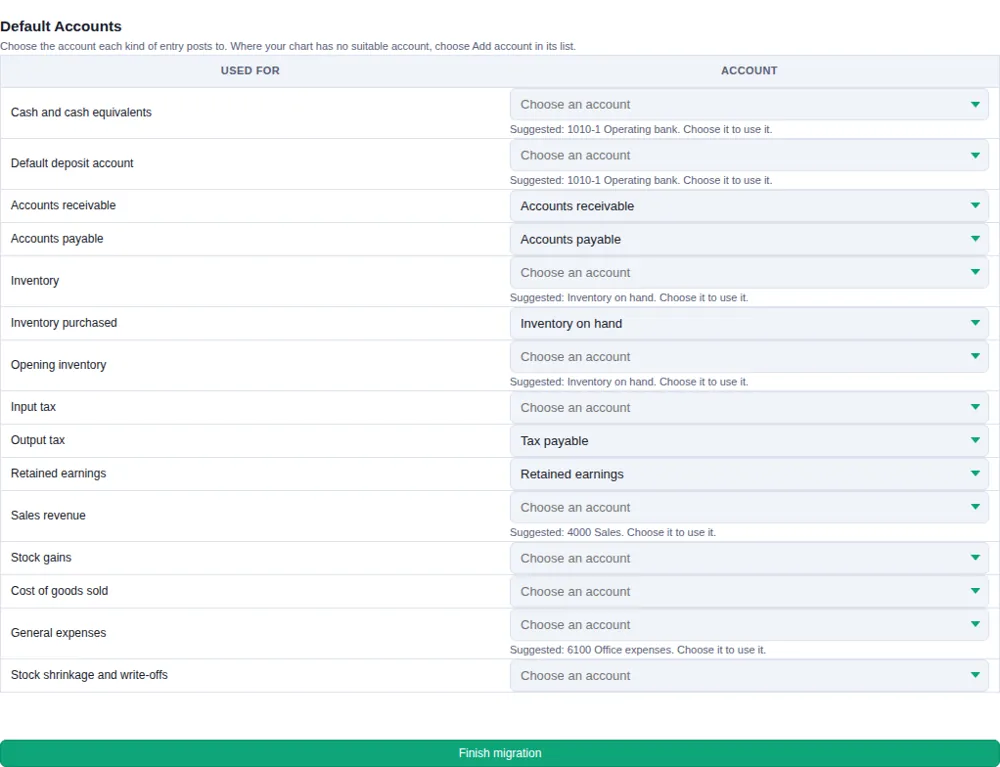 Default Accounts
Choose the account each kind of entry posts to. Where your chart has no suitable account, choose Add account in its list.
USED FOR ACCOUNT
Cash and cash equivalents Choose an account
Suggested: 1010-1 Operating bank. Choose it to use it.
Default deposit account Choose an account
Suggested: 1010-1 Operating bank. Choose it to use it.
Accounts receivable Accounts receivable
Accounts payable Accounts payable
Inventory Choose an account
Suggested: Inventory on hand. Choose it to use it.
Inventory purchased Inventory on hand
Opening inventory Choose an account
Suggested: Inventory on hand. Choose it to use it.
Input tax Choose an account
Output tax Tax payable
Retained earnings Retained earnings
Sales revenue Choose an account
Suggested: 4000 Sales. Choose it to use it.
Stock gains Choose an account
Cost of goods sold Choose an account
General expenses Choose an account
Suggested: 6100 Office expenses. Choose it to use it.
Stock shrinkage and write-offs Choose an account
Finish migration